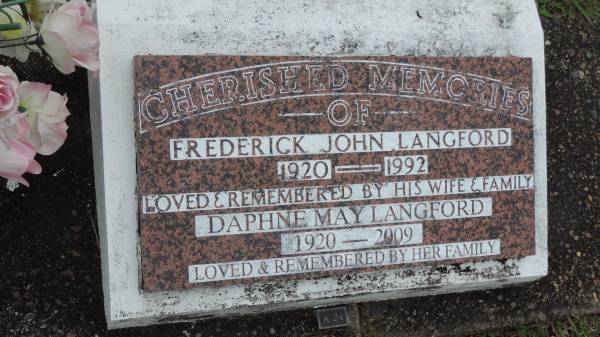 CHERISHED MEMORIES
— OF —
FREDERICK JOHN LANGFORD
1920 — 1992
LOVED & REMEMBERED BY HIS WIFE & FAMILY
DAPHNE MAY LANGFORD
1920 — 2009
LOVED & REMEMBERED BY HER FAMILY